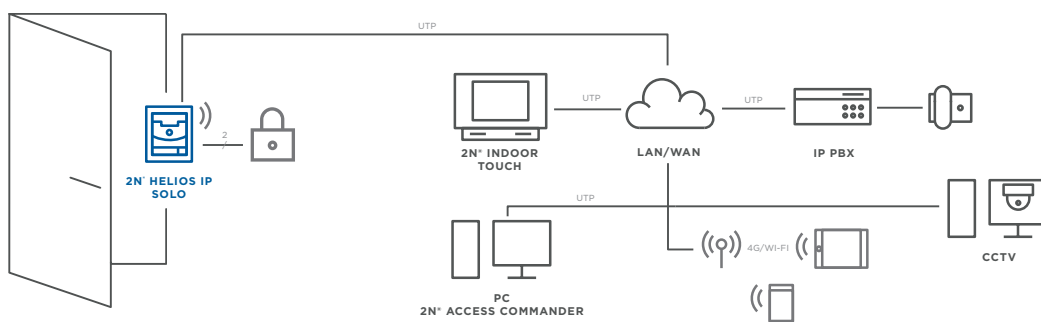 UTP
2
UTP
UTP
2N® INDOOR
TOUCH
LAN/WAN
IP PBX
2N® HELIOS IP
SOLO
UTP
4G/WI-FI
CCTV
PC
2N® ACCESS COMMANDER